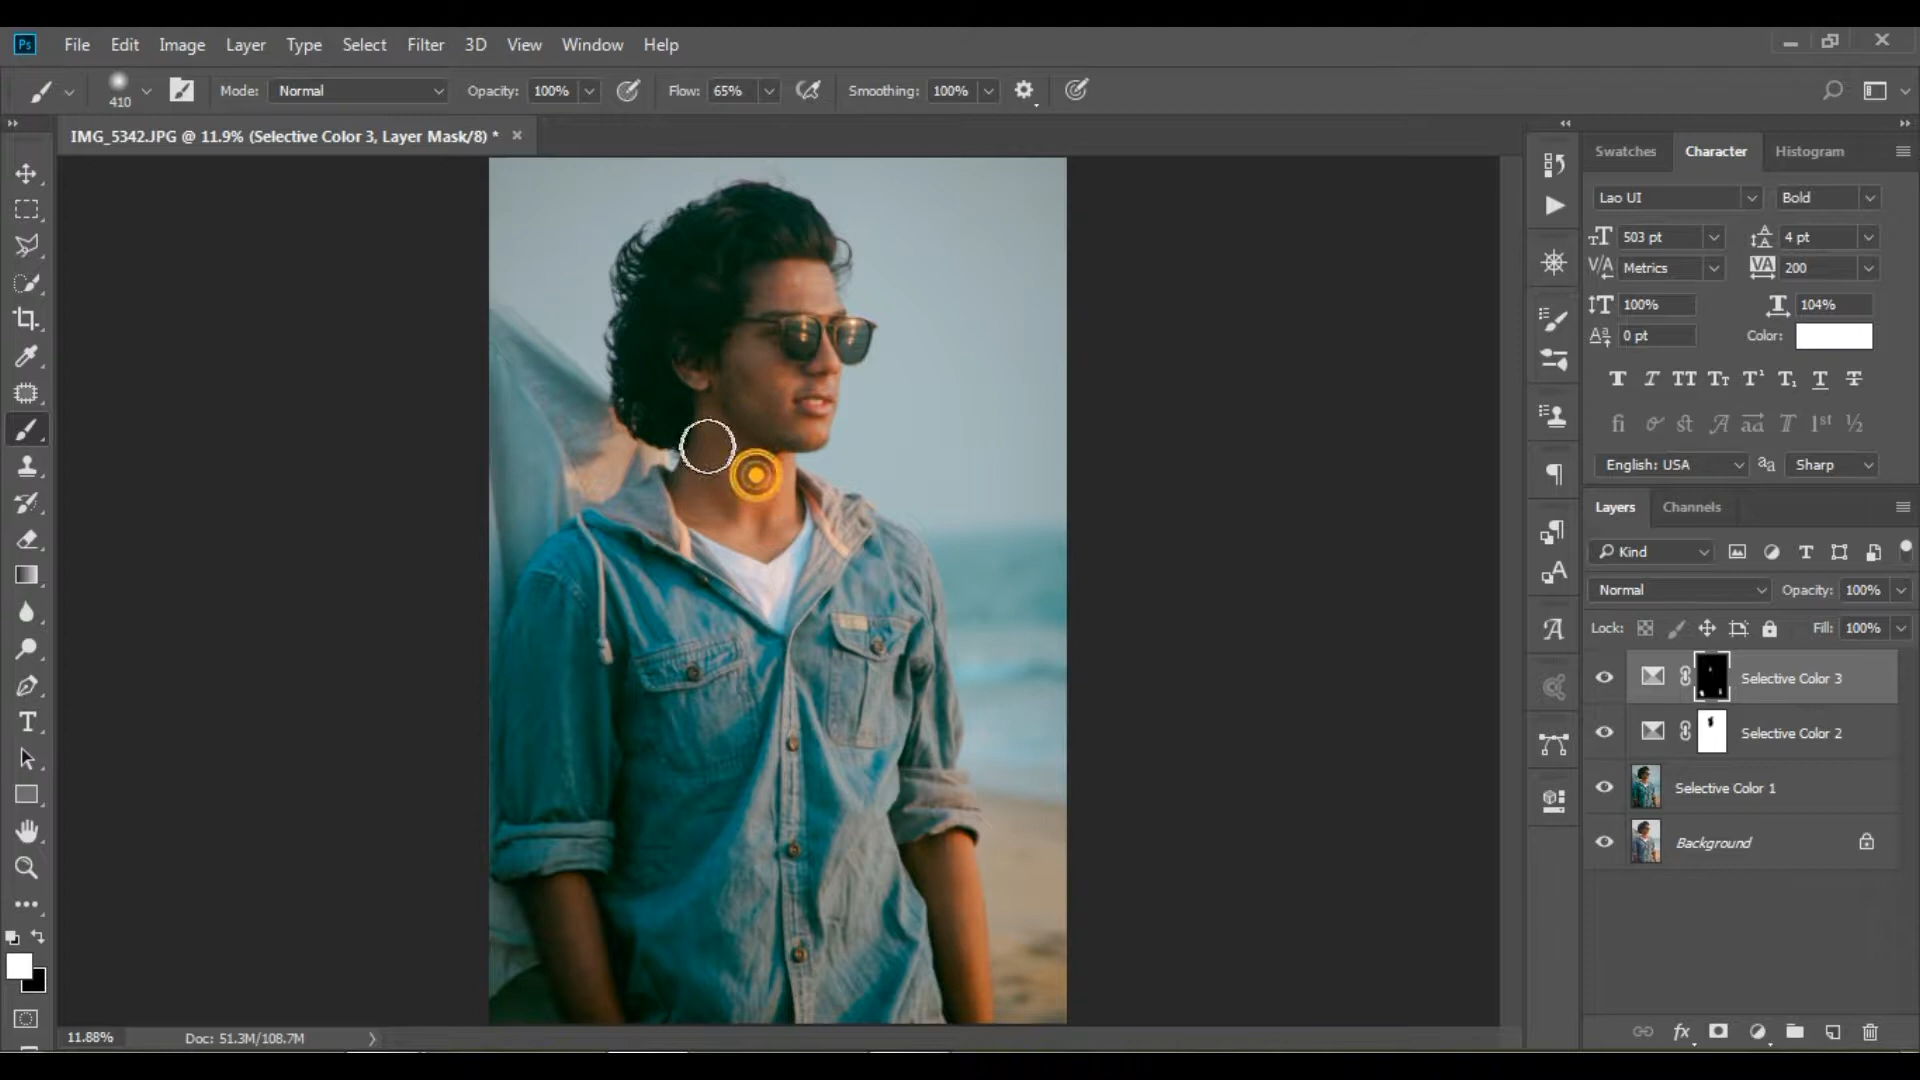 Ps File Edit Image Layer Type Select Filter 3D View Window Help
410 Mode: Normal Opacity: 100% Flow: 65% Smoothing: 100%
IMG_5342.JPG @ 11.9% (Selective Color 3, Layer Mask/8) *
Swatches Character Histogram
Lao UI Bold
503 pt 4 pt
Metrics 200
100% 104%
0 pt Color:
English: USA aa Sharp
Layers Channels
Kind
Normal Opacity: 100%
Lock: Fill: 100%
Selective Color 3
Selective Color 2
Selective Color 1
Background
11.88% Doc: 51.3M/108.7M
fx